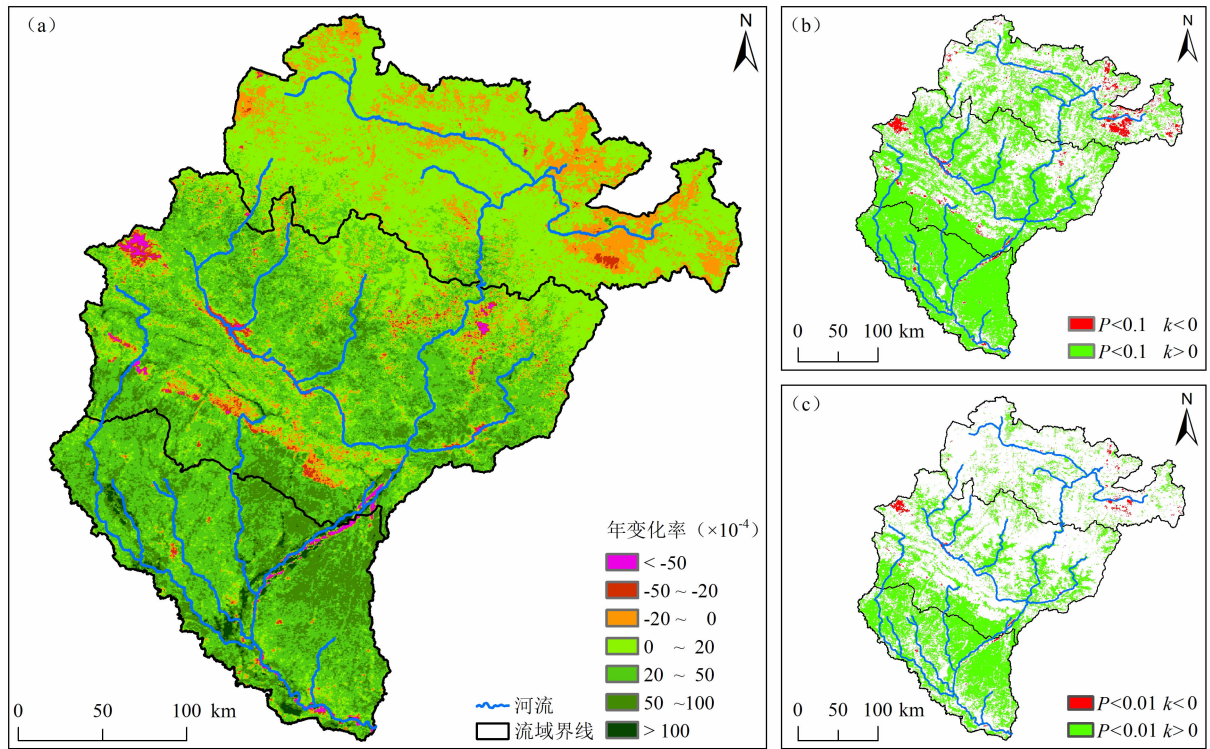 （a）
N
年变化率（×10⁻⁴）
< -50
-50 ~ -20
-20 ~ 0
0 ~ 20
20 ~ 50
50 ~100
> 100
河流
流域界线
0 50 100 km
（b）
N
0 50 100 km
P<0.1 k<0
P<0.1 k>0
（c）
N
0 50 100 km
P<0.01 k<0
P<0.01 k>0